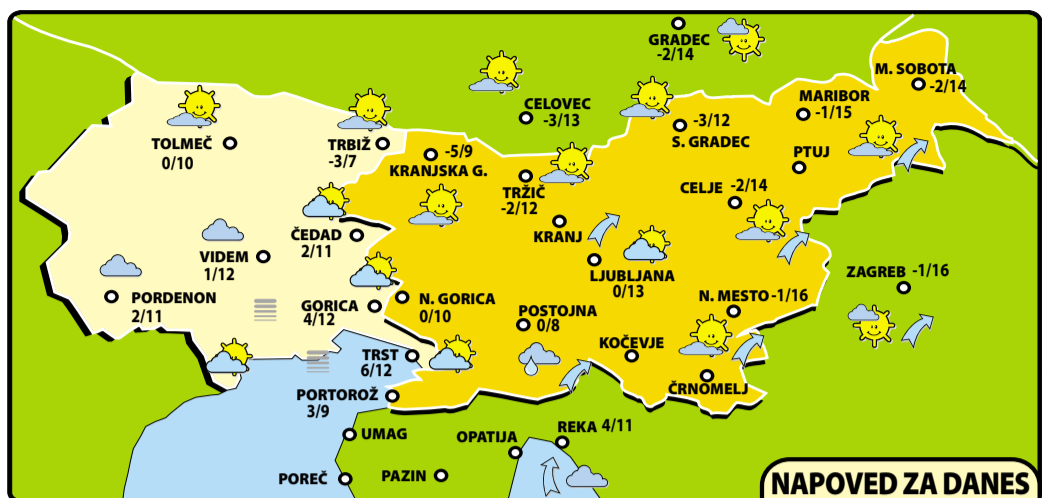 GRADEC
-2/14
M. SOBOTA
-2/14
CELOVEC
-3/13
MARIBOR
-1/15
-3/12
S. GRADEC
TOLMEČ
0/10
TRBIŽ
-3/7
-5/9
KRANJSKA G.
TRŽIČ
-2/12
PTUJ
CELJE -2/14
KRANJ
ČEDAD
2/11
VIDEM
1/12
LJUBLJANA
0/13
ZAGREB -1/16
PORDENON
2/11
GORICA
4/12
N. GORICA
0/10
POSTOJNA
0/8
N. MESTO -1/16
KOČEVJE
TRST
6/12
ČRNOMELJ
PORTOROŽ
3/9
UMAG
OPATIJA
REKA 4/11
POREČ
PAZIN
NAPOVED ZA DANES